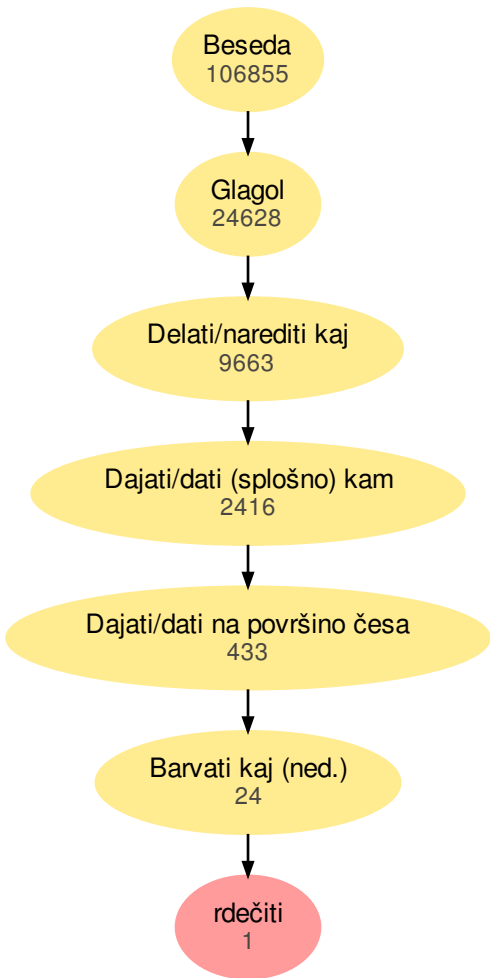 Beseda
106855
Glagol
24628
Delati/narediti kaj
9663
Dajati/dati (splošno) kam
2416
Dajati/dati na površino česa
433
Barvati kaj (ned.)
24
rdečiti
1